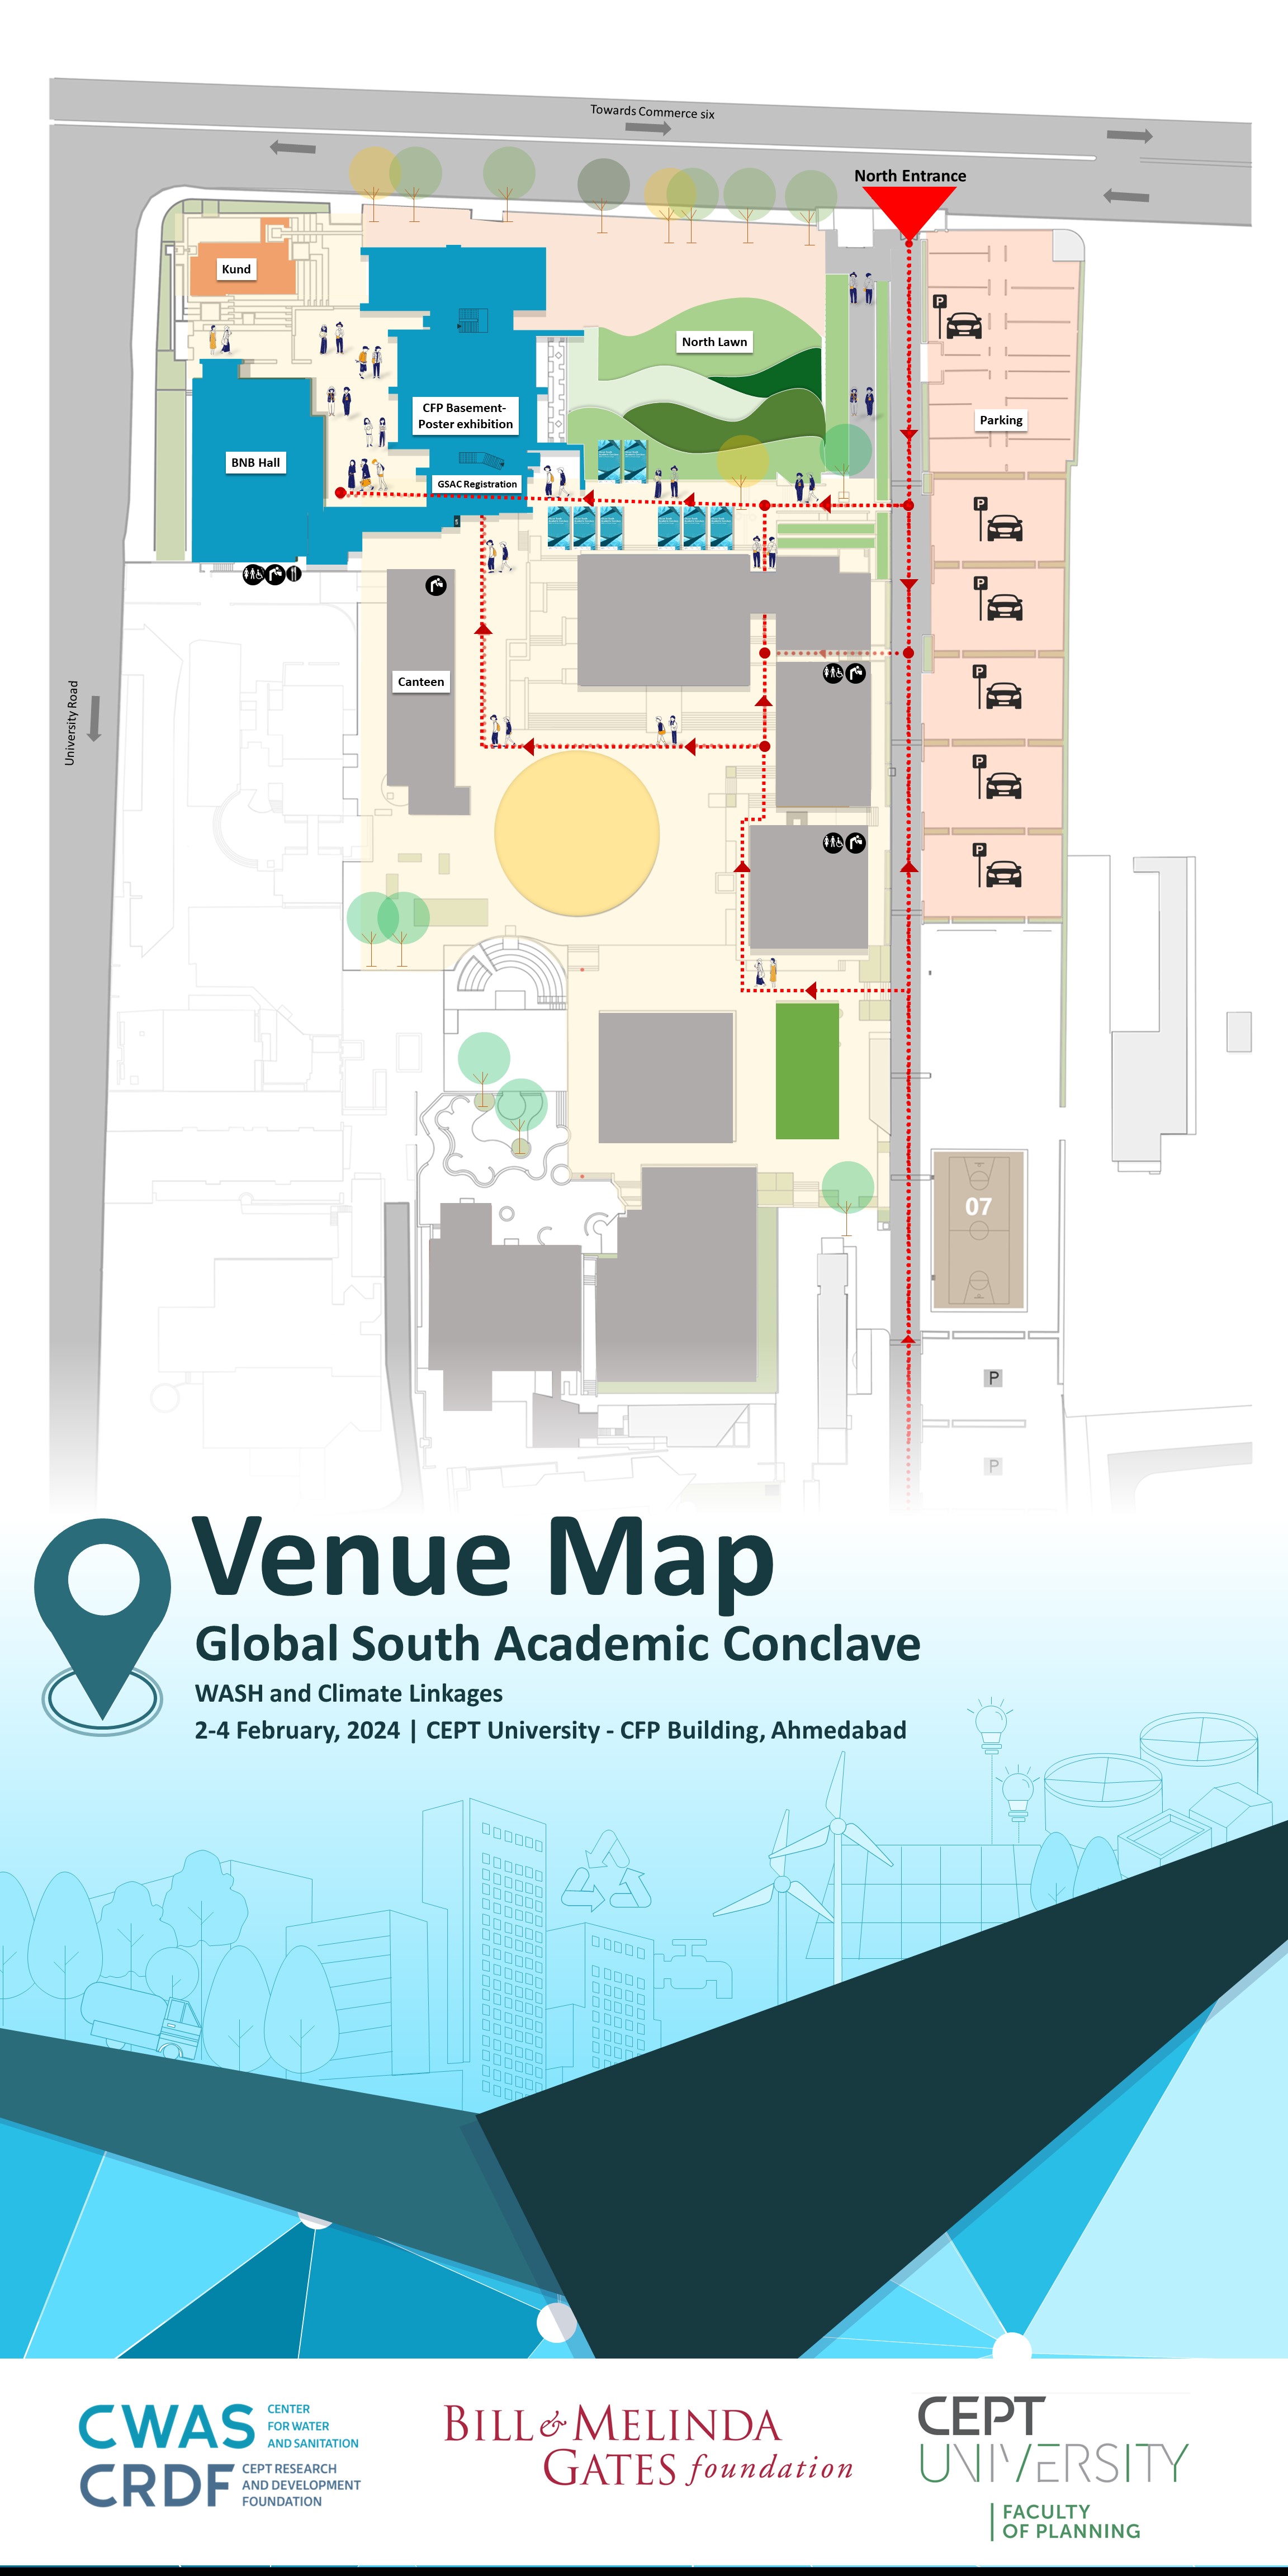 Towards Commerce six
North Entrance
Kund
P
North Lawn
CFP Basement-
Poster exhibition
Parking
BNB Hall
GSAC Registration
P
P
Canteen
P
University Road
P
P
07
P
P
Venue Map
Global South Academic Conclave
WASH and Climate Linkages
2-4 February, 2024 | CEPT University - CFP Building, Ahmedabad
CWAS CENTER
FOR WATER
AND SANITATION
CRDF CEPT RESEARCH
AND DEVELOPMENT
FOUNDATION
BILL & MELINDA
GATES foundation
CEPT
UNIVERSITY
FACULTY
OF PLANNING